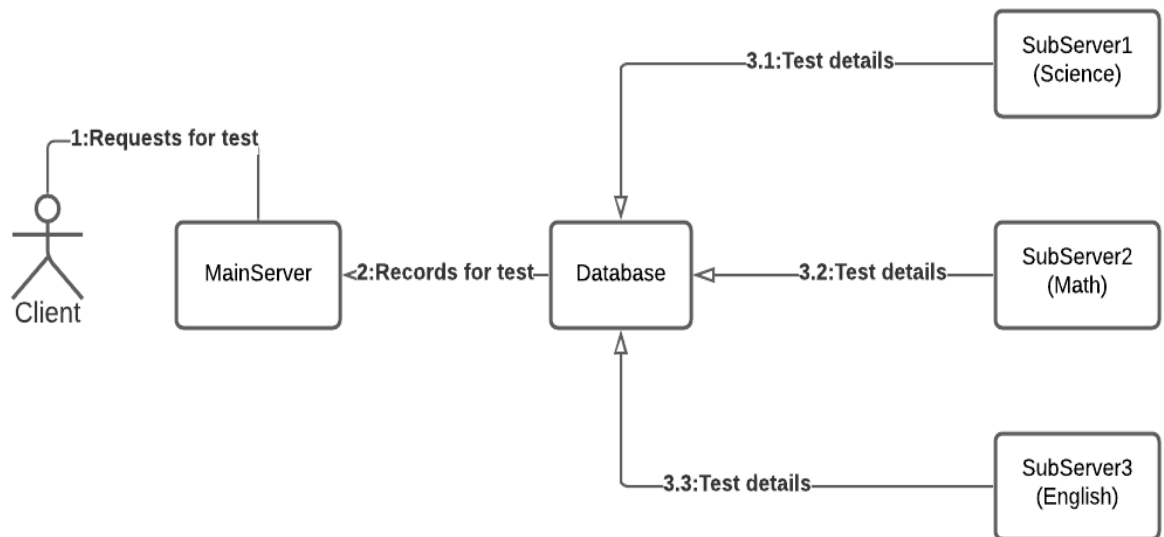 SubServer1
(Science)
3.1:Test details
1:Requests for test
Client
MainServer
2:Records for test
Database
3.2:Test details
SubServer2
(Math)
3.3:Test details
SubServer3
(English)